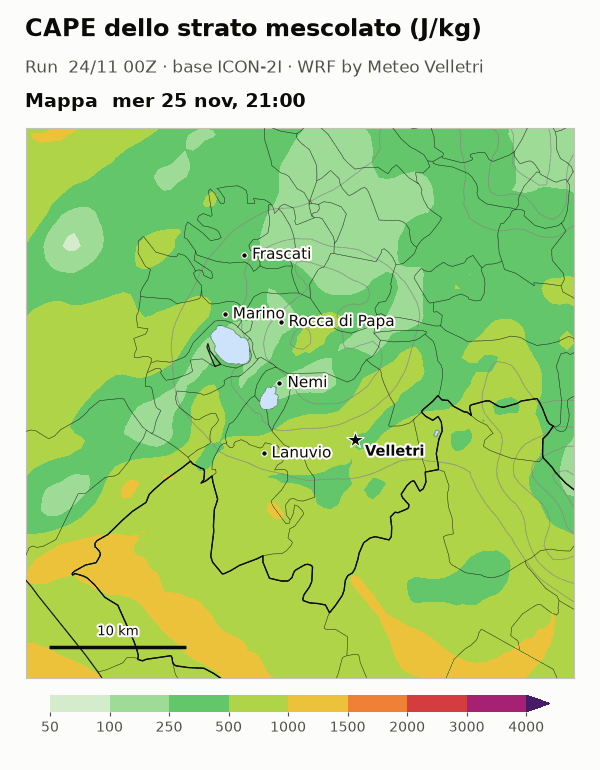 CAPE dello strato mescolato (J/kg)
Run  24/11 00Z · base ICON-2I · WRF by Meteo Velletri
Mappa  mer 25 nov, 21:00
Frascati
Marino
Rocca di Papa
Nemi
Velletri
Lanuvio
10 km
50 100 250 500 1000 1500 2000 3000 4000